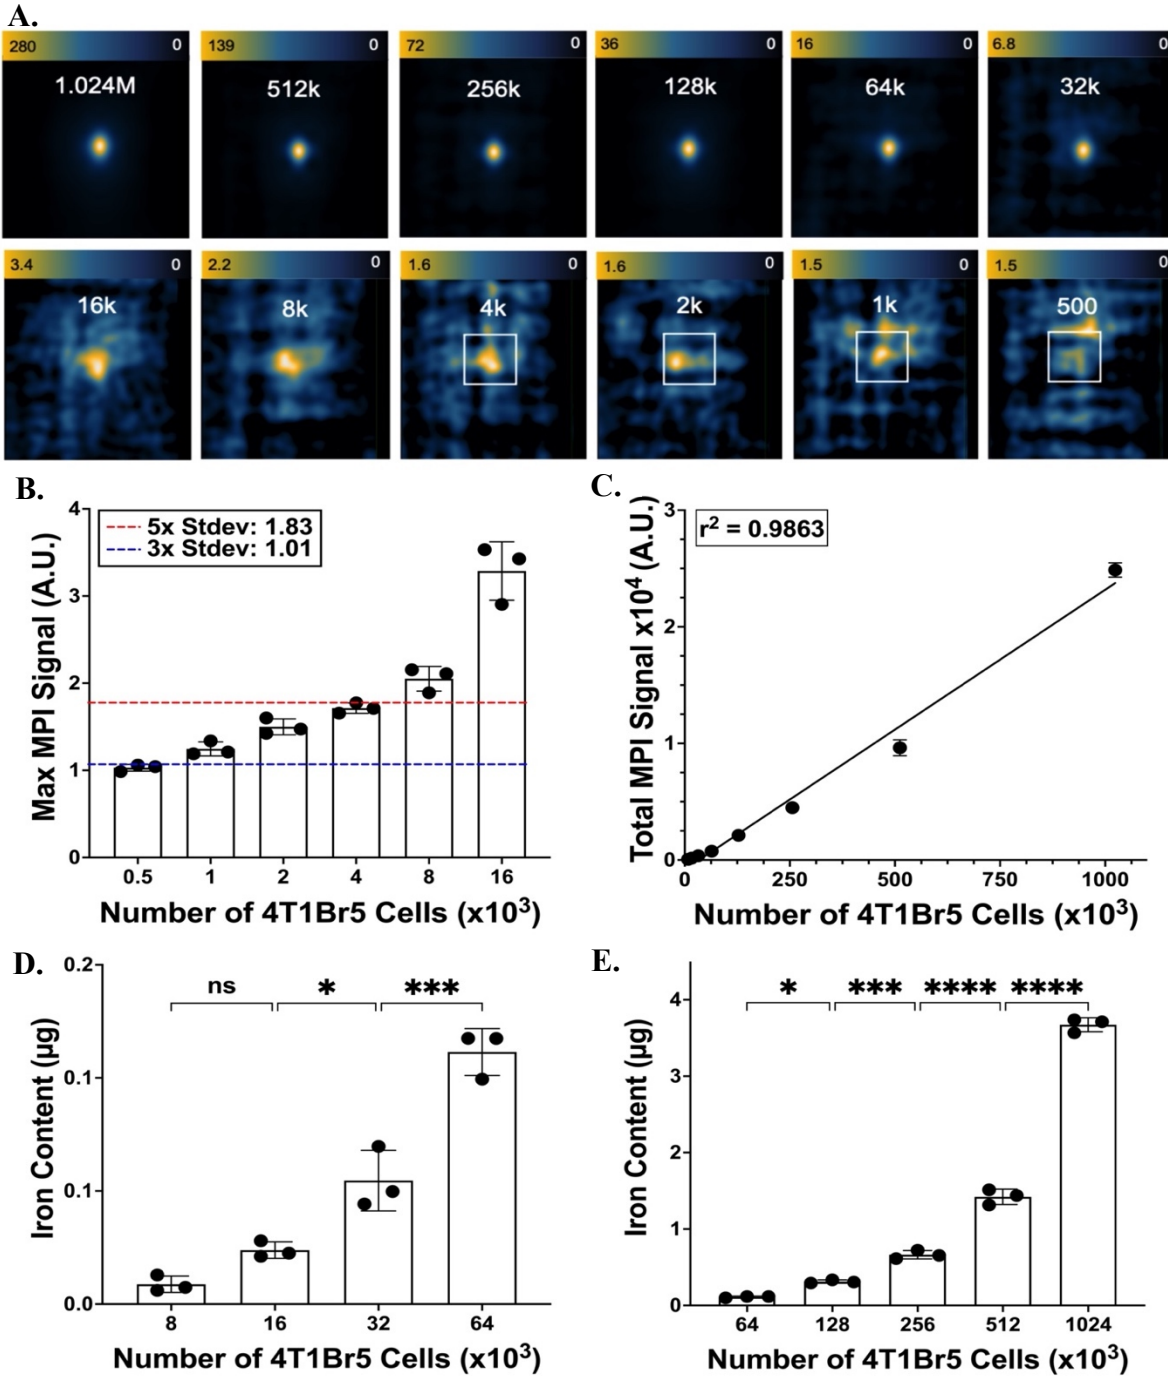 A.
280 0 139 0 72 0 36 0 16 0 6.8 0
1.024M 512k 256k 128k 64k 32k
3.4 0 2.2 0 1.6 0 1.6 0 1.5 0 1.5 0
16k 8k 4k 2k 1k 500
B.
Max MPI Signal (A.U.)
4
3
2
1
0
5x Stdev: 1.83
3x Stdev: 1.01
0.5 1 2 4 8 16
Number of 4T1Br5 Cells (x10³)
C.
Total MPI Signal x10⁴ (A.U.)
3
2
1
0
r² = 0.9863
0 250 500 750 1000
Number of 4T1Br5 Cells (x10³)
D.
Iron Content (µg)
0.2
0.1
0.1
0.0
ns * ***
8 16 32 64
Number of 4T1Br5 Cells (x10³)
E.
Iron Content (µg)
4
3
2
1
0
* *** **** ****
64 128 256 512 1024
Number of 4T1Br5 Cells (x10³)